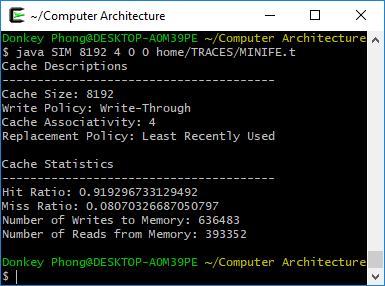 ~/Computer Architecture
Donkey Phong@DESKTOP-AOM39PE ~/Computer Architecture
$ java SIM 8192 4 0 0 home/TRACES/MINIFE.t
Cache Descriptions
---------------------------------------
Cache Size: 8192
Write Policy: Write-Through
Cache Associativity: 4
Replacement Policy: Least Recently Used
Cache Statistics
---------------------------------------
Hit Ratio: 0.919296733129492
Miss Ratio: 0.08070326687050797
Number of Writes to Memory: 636483
Number of Reads from Memory: 393352
Donkey Phong@DESKTOP-AOM39PE ~/Computer Architecture
$